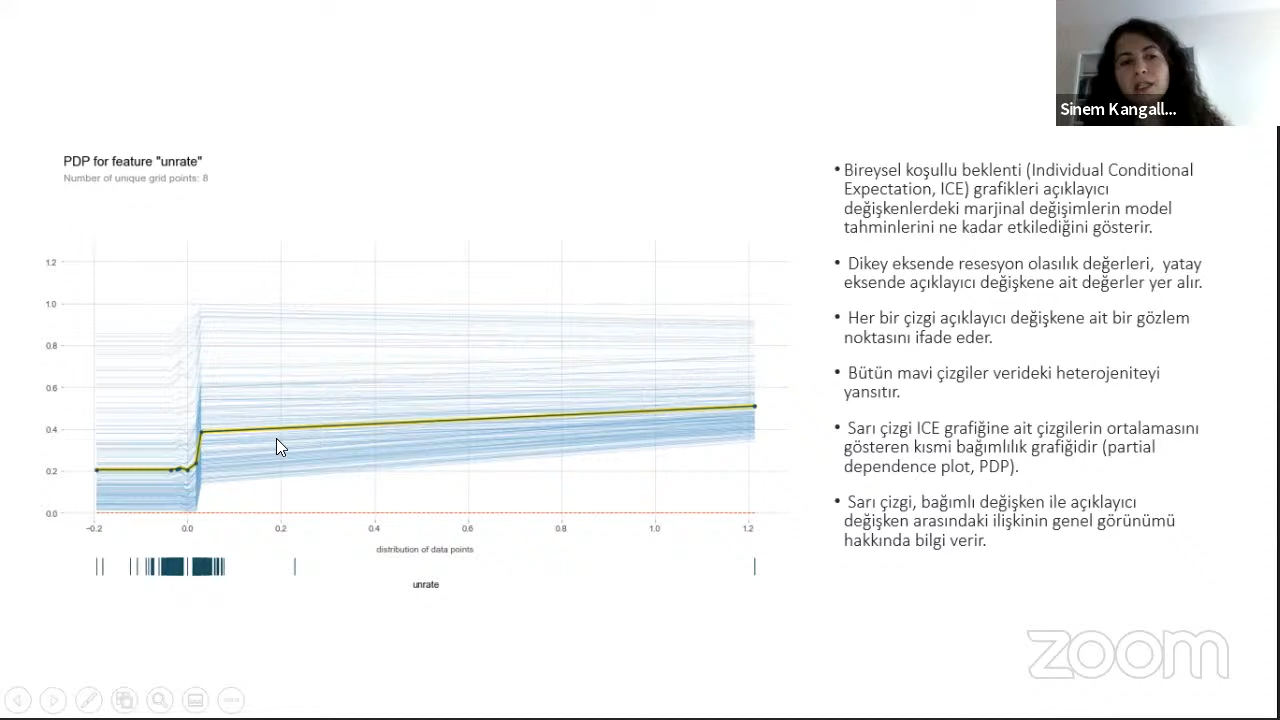 Sinem Kangall...
PDP for feature "unrate"
Number of unique grid points: 8
1.2
1.0
0.8
0.6
0.4
0.2
0.0
−0.2
0.0
0.2
0.4
0.6
0.8
1.0
1.2
distribution of data points
unrate
• Bireysel koşullu beklenti (Individual Conditional
Expectation, ICE) grafikleri açıklayıcı
değişkenlerdeki marjinal değişimlerin model
tahminlerini ne kadar etkilediğini gösterir.
• Dikey eksende resesyon olasılık değerleri, yatay
eksende açıklayıcı değişkene ait değerler yer alır.
• Her bir çizgi açıklayıcı değişkene ait bir gözlem
noktasını ifade eder.
• Bütün mavi çizgiler verideki heterojeniteyi
yansıtır.
• Sarı çizgi ICE grafiğine ait çizgilerin ortalamasını
gösteren kısmi bağımlılık grafiğidir (partial
dependence plot, PDP).
• Sarı çizgi, bağımlı değişken ile açıklayıcı
değişken arasındaki ilişkinin genel görünümü
hakkında bilgi verir.
zoom